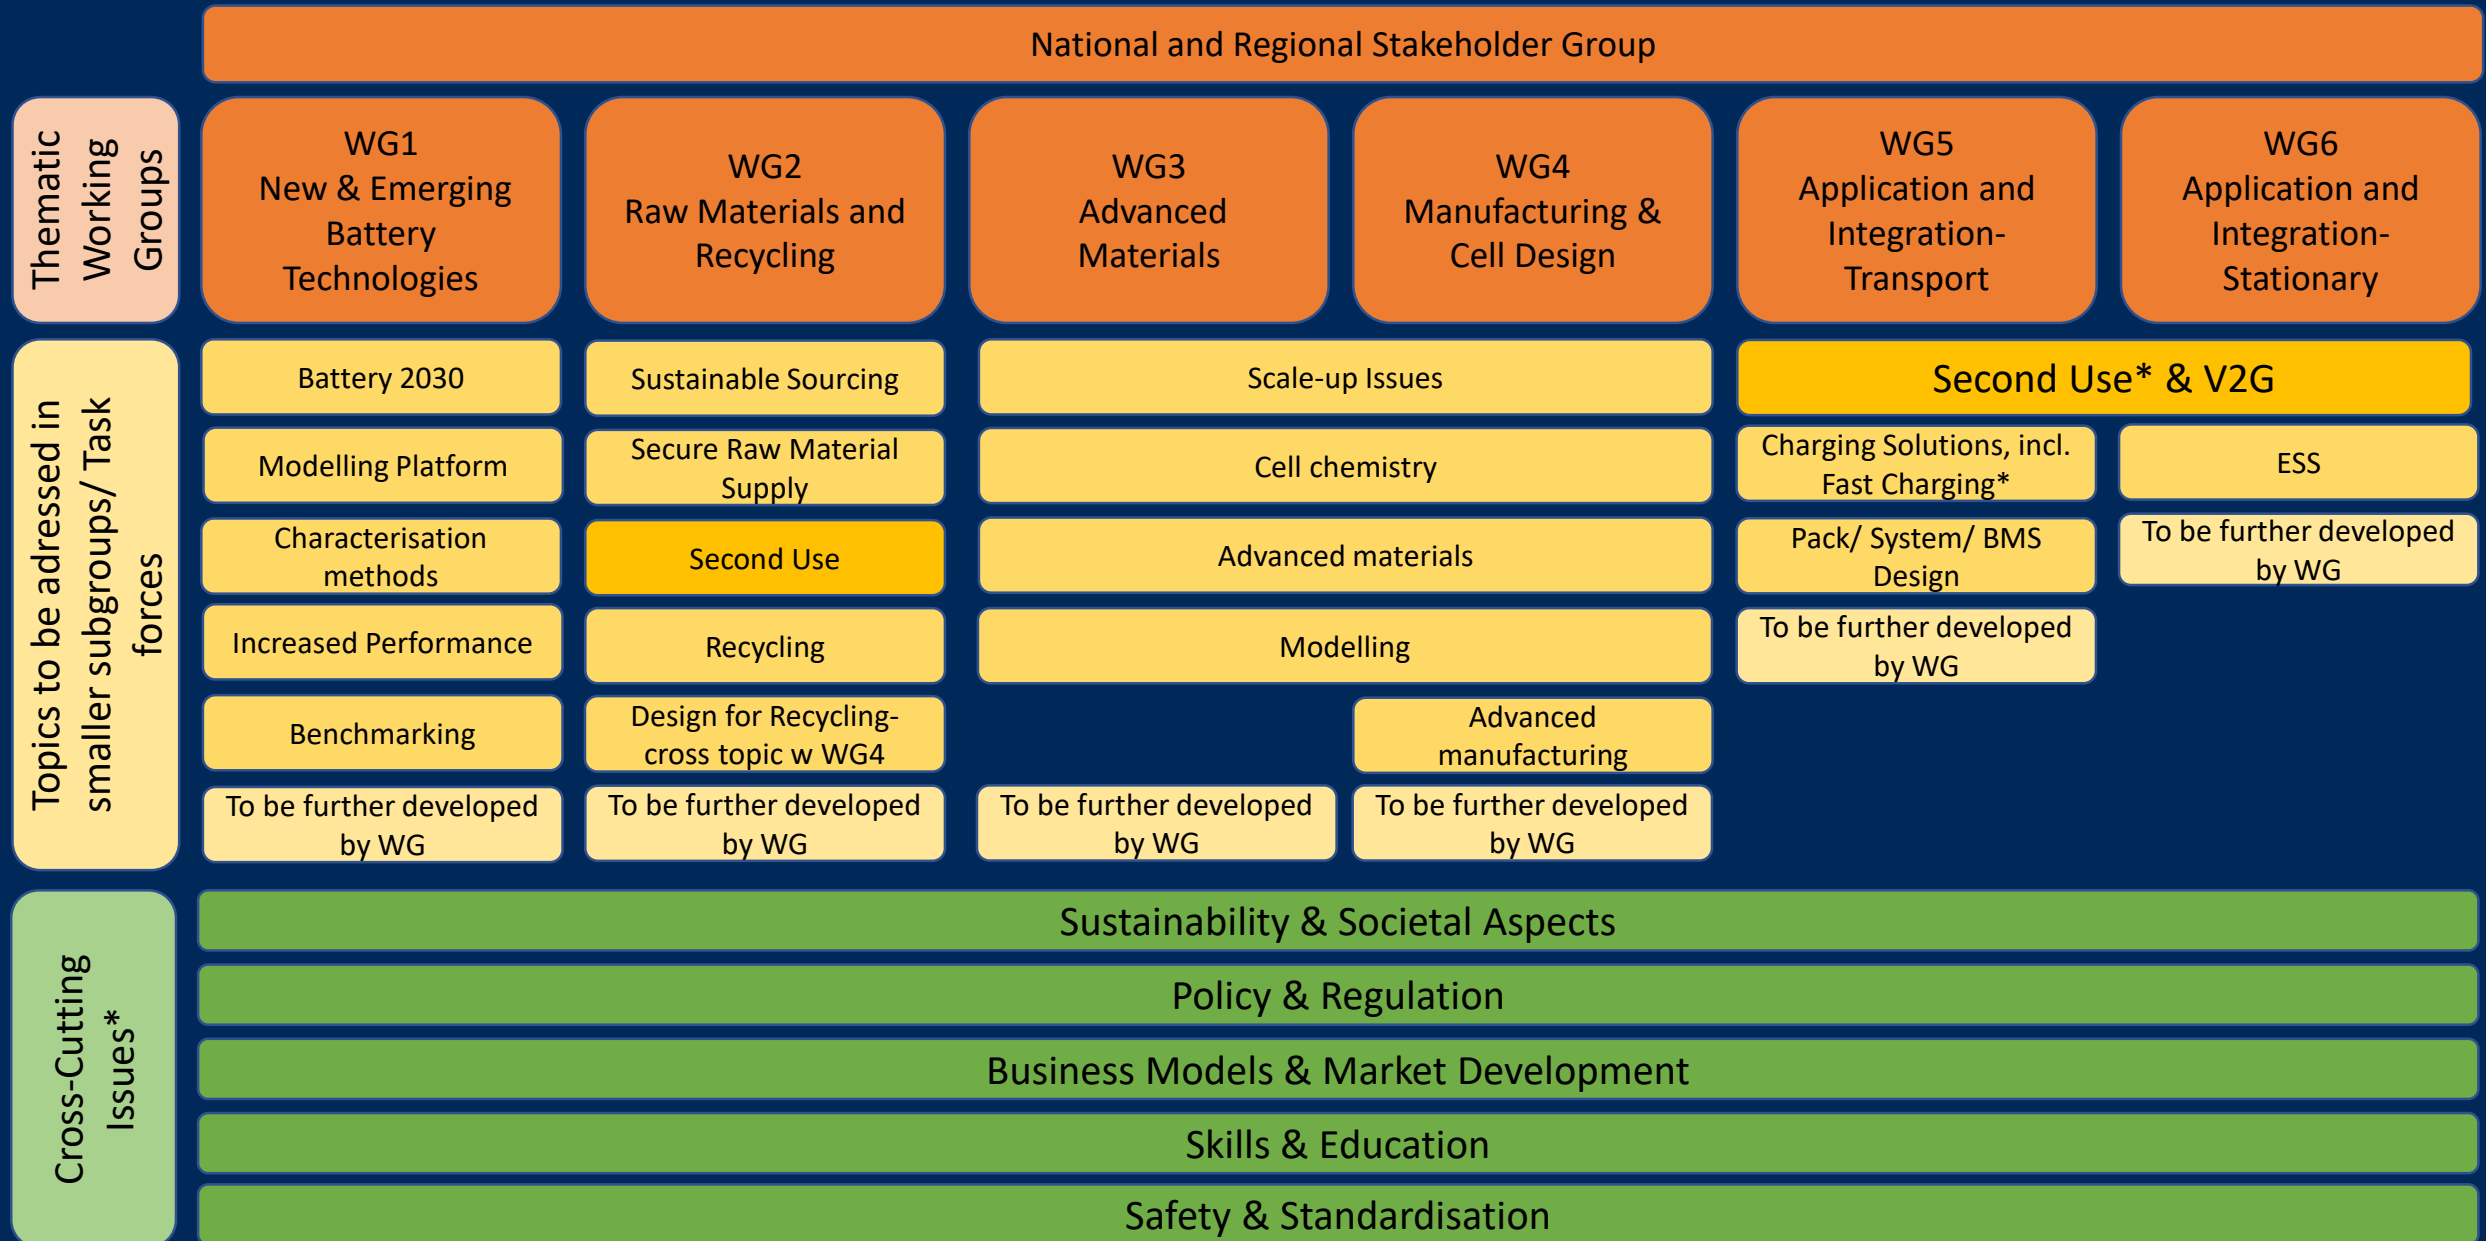 National and Regional Stakeholder Group
Thematic
Working
Groups
WG1
New & Emerging
Battery
Technologies
WG2
Raw Materials and
Recycling
WG3
Advanced
Materials
WG4
Manufacturing &
Cell Design
WG5
Application and
Integration-
Transport
WG6
Application and
Integration-
Stationary
Topics to be adressed in
smaller subgroups/ Task
forces
Battery 2030
Modelling Platform
Characterisation
methods
Increased Performance
Benchmarking
To be further developed
by WG
Sustainable Sourcing
Secure Raw Material
Supply
Second Use
Recycling
Design for Recycling-
cross topic w WG4
To be further developed
by WG
Scale-up Issues
Cell chemistry
Advanced materials
Modelling
Advanced
manufacturing
To be further developed
by WG
To be further developed
by WG
Second Use* & V2G
Charging Solutions, incl.
Fast Charging*
Pack/ System/ BMS
Design
To be further developed
by WG
ESS
To be further developed
by WG
Cross-Cutting
Issues*
Sustainability & Societal Aspects
Policy & Regulation
Business Models & Market Development
Skills & Education
Safety & Standardisation